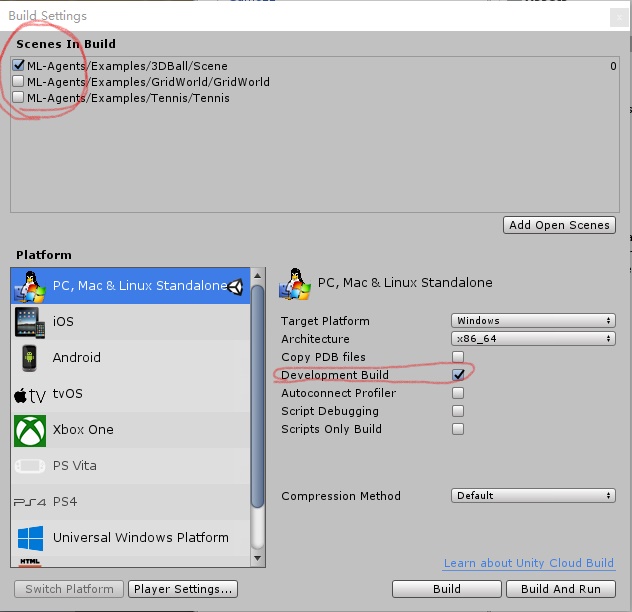 Build Settings
x
Scenes In Build
ML-Agents/Examples/3DBall/Scene 0
ML-Agents/Examples/GridWorld/GridWorld
ML-Agents/Examples/Tennis/Tennis
Add Open Scenes
Platform
PC, Mac & Linux Standalone
iOS
Android
tv tvOS
Xbox One
PS Vita
PS4 PS4
Universal Windows Platform
HTML
PC, Mac & Linux Standalone
Target Platform Windows
Architecture x86_64
Copy PDB files
Development Build
Autoconnect Profiler
Script Debugging
Scripts Only Build
Compression Method Default
Learn about Unity Cloud Build
Switch Platform
Player Settings...
Build
Build And Run